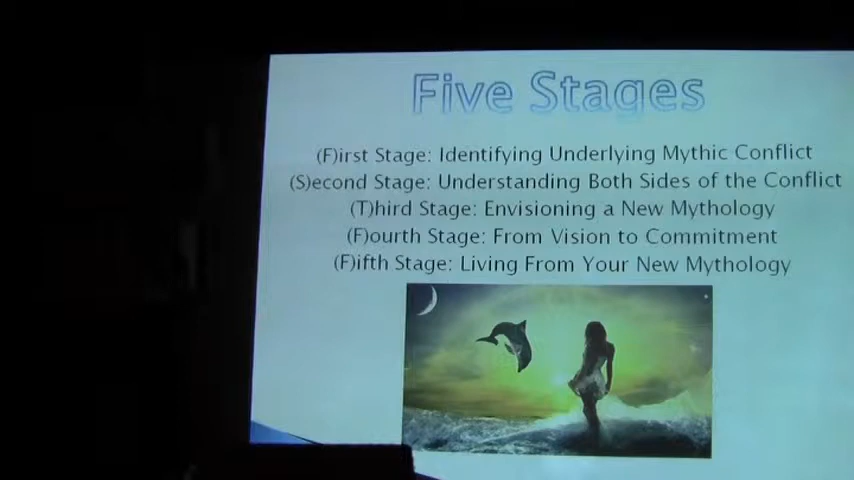 Five Stages
(F)irst Stage: Identifying Underlying Mythic Conflict
(S)econd Stage: Understanding Both Sides of the Conflict
(T)hird Stage: Envisioning a New Mythology
(F)ourth Stage: From Vision to Commitment
(F)ifth Stage: Living From Your New Mythology